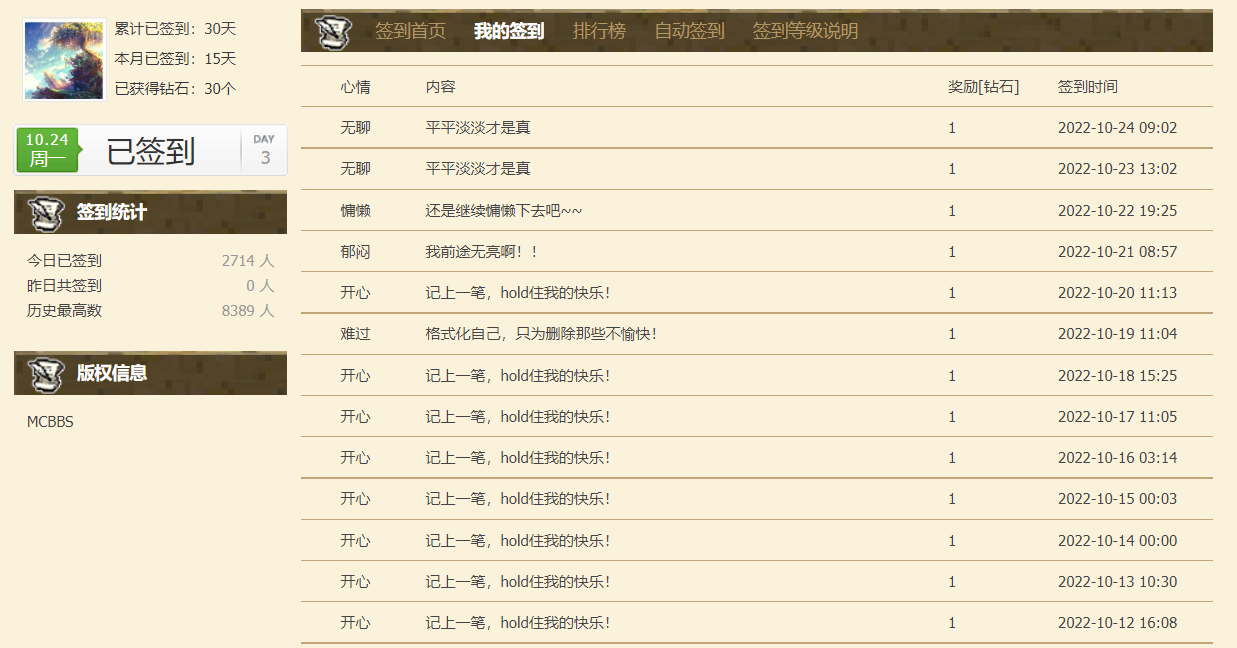 累计已签到：30天
本月已签到：15天
已获得钻石：30个
10.24
周一
已签到
DAY
3
签到统计
今日已签到 2714 人
昨日共签到 0 人
历史最高数 8389 人
版权信息
MCBBS
签到首页 我的签到 排行榜 自动签到 签到等级说明
心情 内容 奖励[钻石] 签到时间
无聊 平平淡淡才是真 1 2022-10-24 09:02
无聊 平平淡淡才是真 1 2022-10-23 13:02
慵懒 还是继续慵懒下去吧~~ 1 2022-10-22 19:25
郁闷 我前途无亮啊！！ 1 2022-10-21 08:57
开心 记上一笔，hold住我的快乐！ 1 2022-10-20 11:13
难过 格式化自己，只为删除那些不愉快！ 1 2022-10-19 11:04
开心 记上一笔，hold住我的快乐！ 1 2022-10-18 15:25
开心 记上一笔，hold住我的快乐！ 1 2022-10-17 11:05
开心 记上一笔，hold住我的快乐！ 1 2022-10-16 03:14
开心 记上一笔，hold住我的快乐！ 1 2022-10-15 00:03
开心 记上一笔，hold住我的快乐！ 1 2022-10-14 00:00
开心 记上一笔，hold住我的快乐！ 1 2022-10-13 10:30
开心 记上一笔，hold住我的快乐！ 1 2022-10-12 16:08